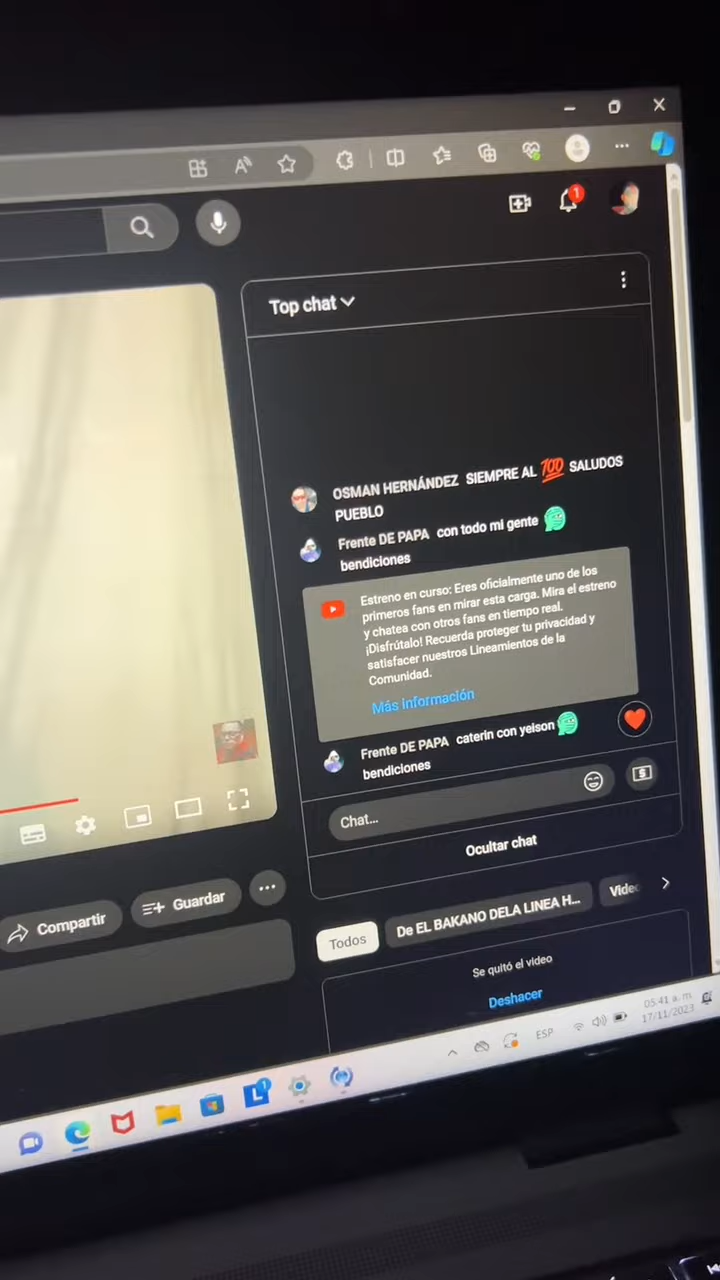 Top chat
OSMAN HERNÁNDEZ SIEMPRE AL 💯 SALUDOS
PUEBLO
Frente DE PAPA con todo mi gente
bendiciones
Estreno en curso: Eres oficialmente uno de los
primeros fans en mirar esta carga. Mira el estreno
y chatea con otros fans en tiempo real.
¡Disfrútalo! Recuerda proteger tu privacidad y
satisfacer nuestros Lineamientos de la
Comunidad.
Más información
Frente DE PAPA caterin con yeison
bendiciones
Chat...
Ocultar chat
Compartir
Guardar
Todos
De EL BAKANO DELA LINEA H...
Videc
Se quitó el video
Deshacer
ESP
05:41 a. m.
17/11/2023
1
1